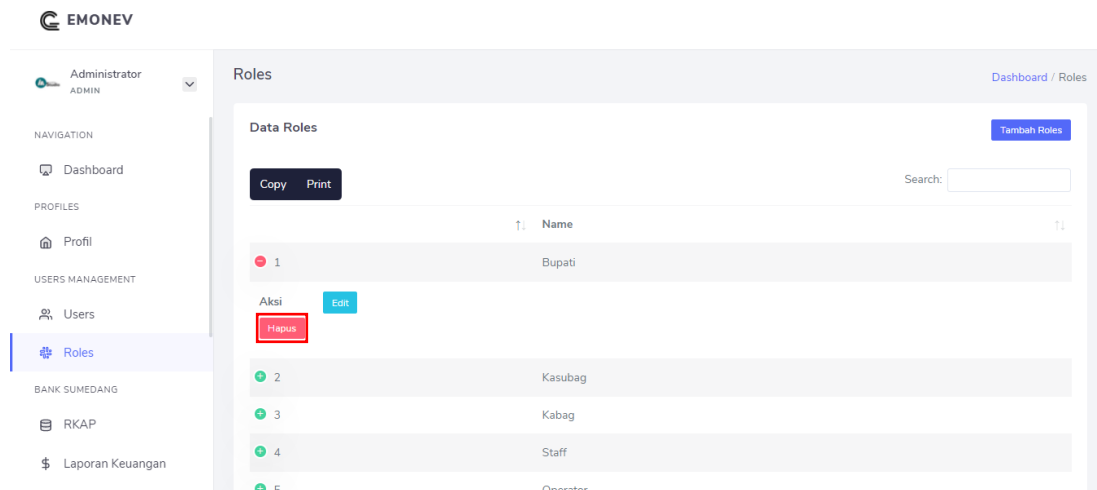 EMONEV
Administrator
ADMIN
NAVIGATION
Dashboard
PROFILES
Profil
USERS MANAGEMENT
Users
Roles
BANK SUMEDANG
RKAP
$ Laporan Keuangan
Roles
Dashboard / Roles
Data Roles
Tambah Roles
Copy Print
Search:
Name
1 Bupati
Aksi Edit
Hapus
2 Kasubag
3 Kabag
4 Staff
5 Operator